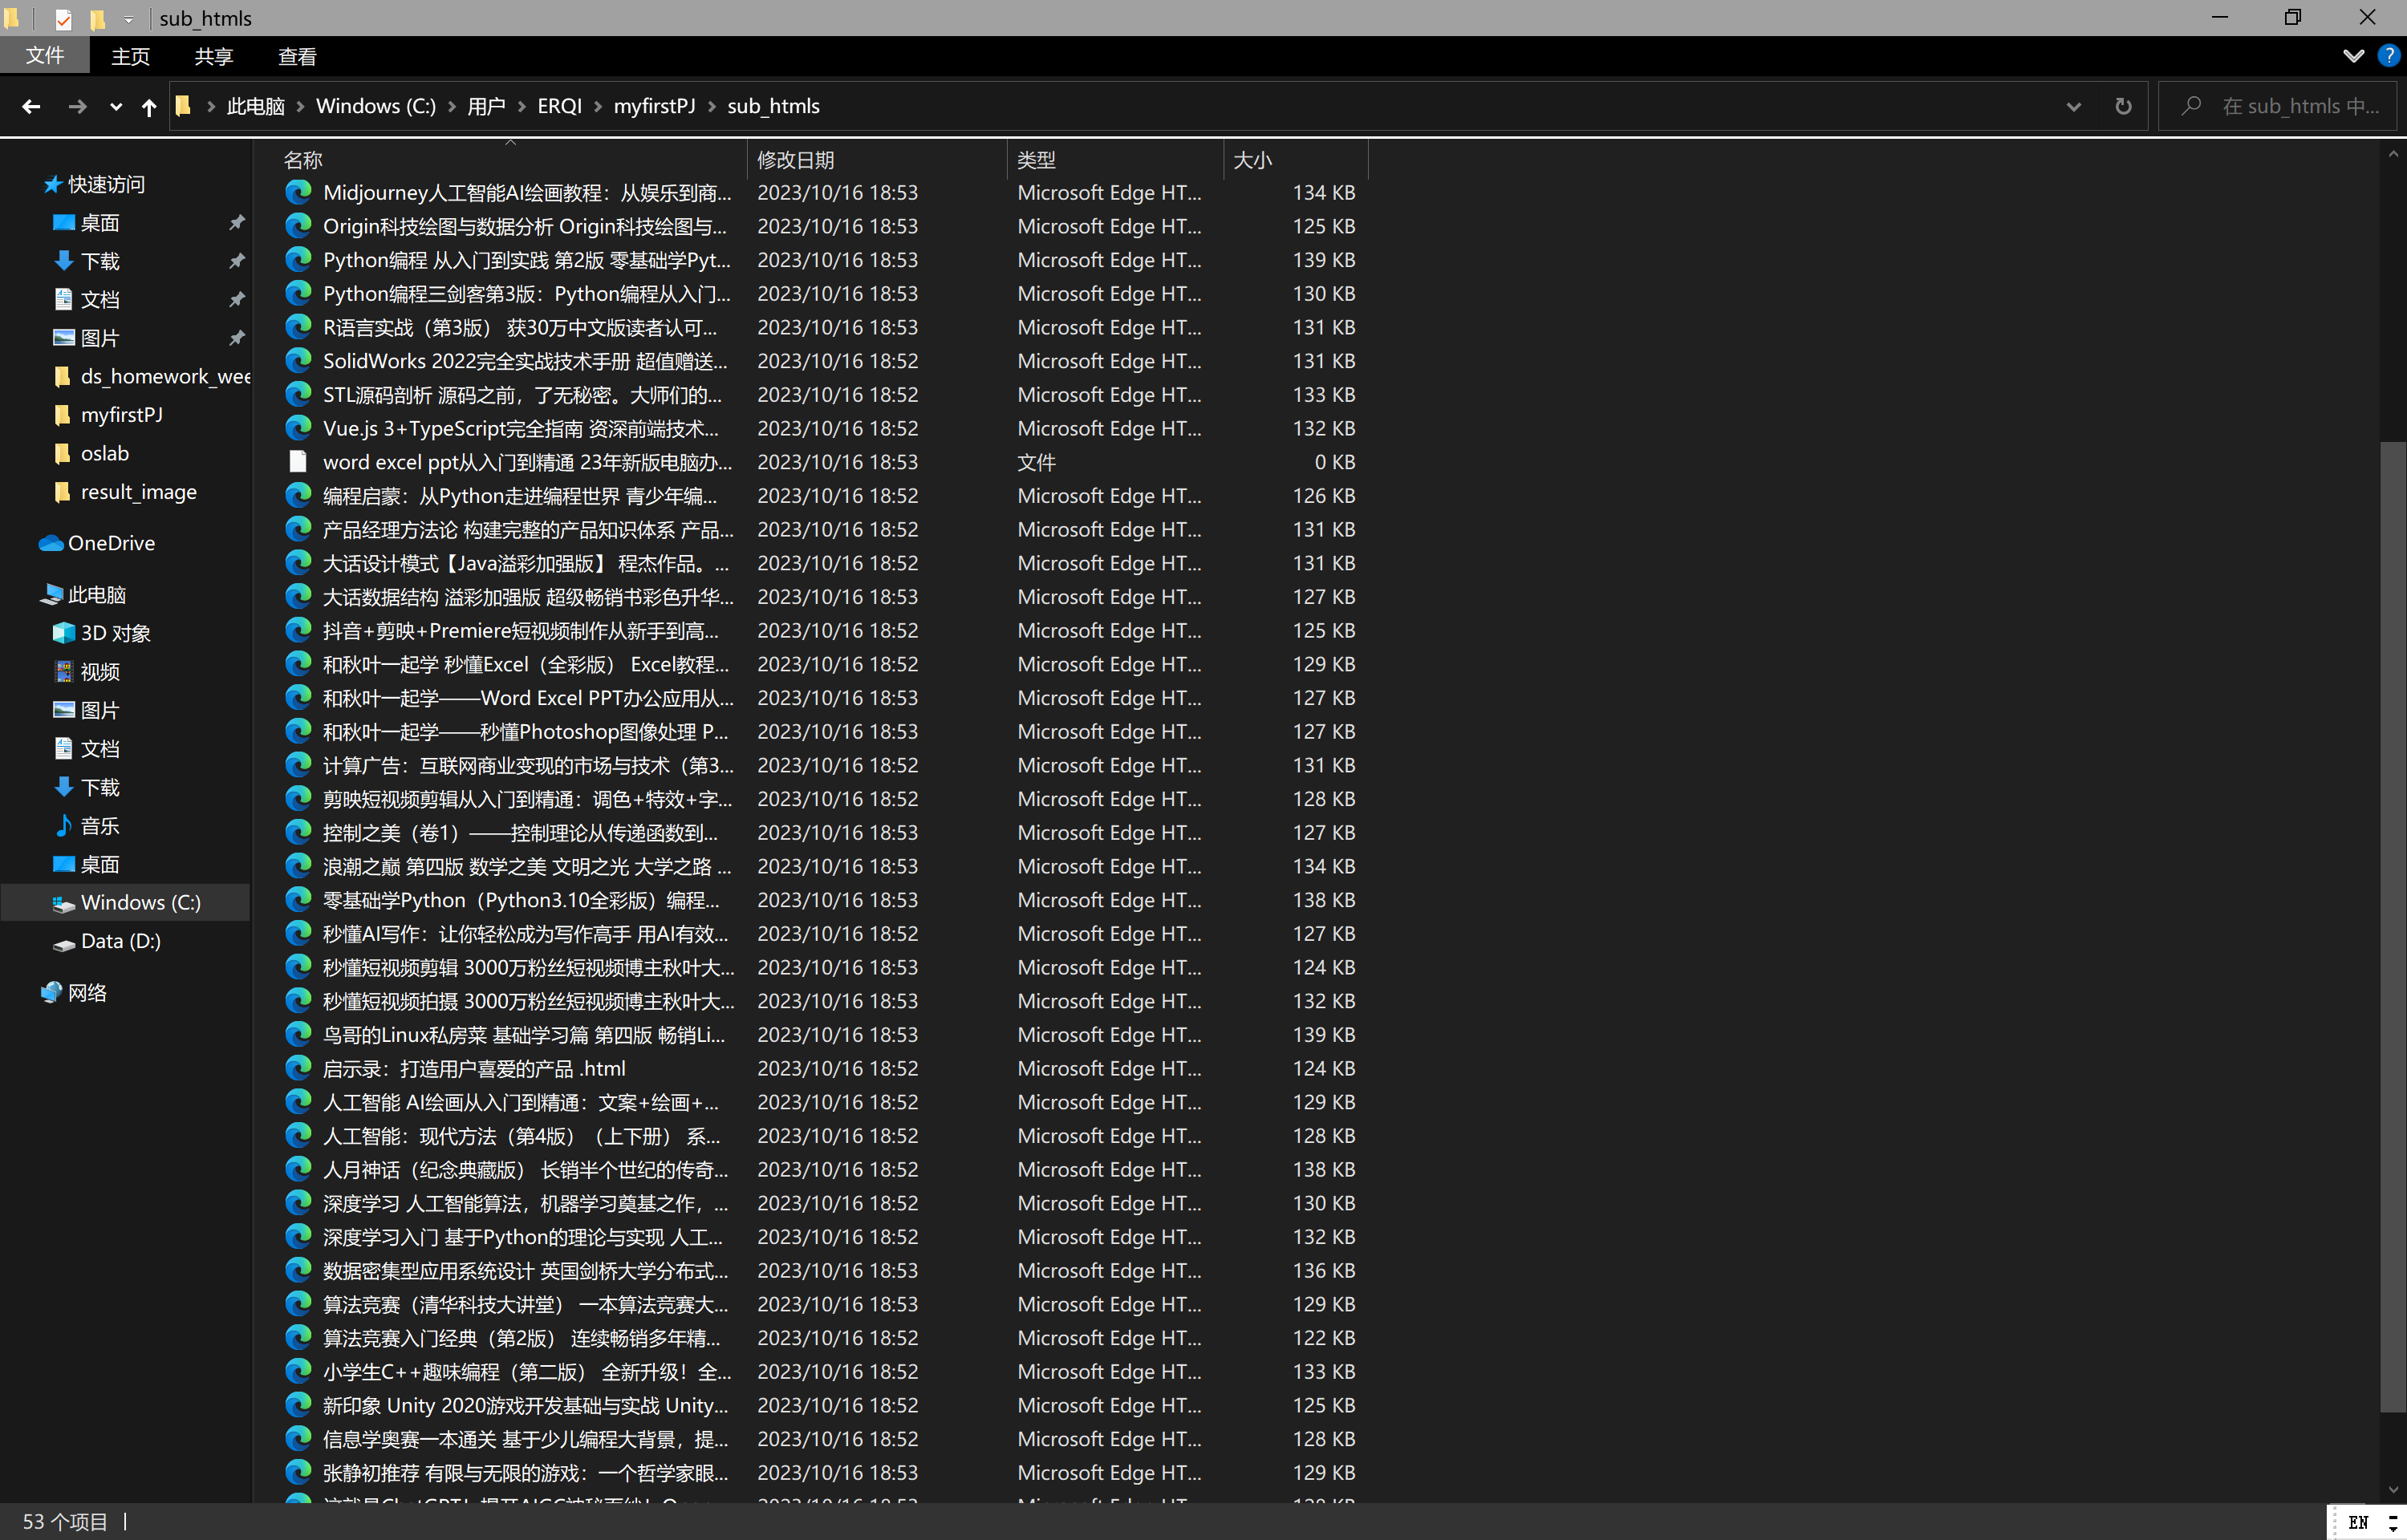 sub_htmls
文件 主页 共享 查看
此电脑 Windows (C:) 用户 ERQI myfirstPJ sub_htmls 在 sub_htmls 中...
名称 修改日期 类型 大小
快速访问
桌面
下载
文档
图片
ds_homework_wee
myfirstPJ
oslab
result_image
OneDrive
此电脑
3D 对象
视频
图片
文档
下载
音乐
桌面
Windows (C:)
Data (D:)
网络
Midjourney人工智能AI绘画教程：从娱乐到商... 2023/10/16 18:53 Microsoft Edge HT... 134 KB
Origin科技绘图与数据分析 Origin科技绘图与... 2023/10/16 18:53 Microsoft Edge HT... 125 KB
Python编程 从入门到实践 第2版 零基础学Pyt... 2023/10/16 18:53 Microsoft Edge HT... 139 KB
Python编程三剑客第3版：Python编程从入门... 2023/10/16 18:53 Microsoft Edge HT... 130 KB
R语言实战（第3版） 获30万中文版读者认可... 2023/10/16 18:53 Microsoft Edge HT... 131 KB
SolidWorks 2022完全实战技术手册 超值赠送... 2023/10/16 18:52 Microsoft Edge HT... 131 KB
STL源码剖析 源码之前，了无秘密。大师们的... 2023/10/16 18:52 Microsoft Edge HT... 133 KB
Vue.js 3+TypeScript完全指南 资深前端技术... 2023/10/16 18:52 Microsoft Edge HT... 132 KB
word excel ppt从入门到精通 23年新版电脑办... 2023/10/16 18:53 文件 0 KB
编程启蒙：从Python走进编程世界 青少年编... 2023/10/16 18:52 Microsoft Edge HT... 126 KB
产品经理方法论 构建完整的产品知识体系 产品... 2023/10/16 18:52 Microsoft Edge HT... 131 KB
大话设计模式【Java溢彩加强版】 程杰作品。... 2023/10/16 18:52 Microsoft Edge HT... 131 KB
大话数据结构 溢彩加强版 超级畅销书彩色升华... 2023/10/16 18:53 Microsoft Edge HT... 127 KB
抖音+剪映+Premiere短视频制作从新手到高... 2023/10/16 18:52 Microsoft Edge HT... 125 KB
和秋叶一起学 秒懂Excel（全彩版） Excel教程... 2023/10/16 18:52 Microsoft Edge HT... 129 KB
和秋叶一起学——Word Excel PPT办公应用从... 2023/10/16 18:53 Microsoft Edge HT... 127 KB
和秋叶一起学——秒懂Photoshop图像处理 P... 2023/10/16 18:53 Microsoft Edge HT... 127 KB
计算广告：互联网商业变现的市场与技术（第3... 2023/10/16 18:52 Microsoft Edge HT... 131 KB
剪映短视频剪辑从入门到精通：调色+特效+字... 2023/10/16 18:52 Microsoft Edge HT... 128 KB
控制之美（卷1）——控制理论从传递函数到... 2023/10/16 18:53 Microsoft Edge HT... 127 KB
浪潮之巅 第四版 数学之美 文明之光 大学之路 ... 2023/10/16 18:53 Microsoft Edge HT... 134 KB
零基础学Python（Python3.10全彩版）编程... 2023/10/16 18:53 Microsoft Edge HT... 138 KB
秒懂AI写作：让你轻松成为写作高手 用AI有效... 2023/10/16 18:52 Microsoft Edge HT... 127 KB
秒懂短视频剪辑 3000万粉丝短视频博主秋叶大... 2023/10/16 18:53 Microsoft Edge HT... 124 KB
秒懂短视频拍摄 3000万粉丝短视频博主秋叶大... 2023/10/16 18:53 Microsoft Edge HT... 132 KB
鸟哥的Linux私房菜 基础学习篇 第四版 畅销Li... 2023/10/16 18:53 Microsoft Edge HT... 139 KB
启示录：打造用户喜爱的产品 .html 2023/10/16 18:52 Microsoft Edge HT... 124 KB
人工智能 AI绘画从入门到精通：文案+绘画+... 2023/10/16 18:52 Microsoft Edge HT... 129 KB
人工智能：现代方法（第4版）（上下册） 系... 2023/10/16 18:52 Microsoft Edge HT... 128 KB
人月神话（纪念典藏版） 长销半个世纪的传奇... 2023/10/16 18:52 Microsoft Edge HT... 138 KB
深度学习 人工智能算法，机器学习奠基之作，... 2023/10/16 18:52 Microsoft Edge HT... 130 KB
深度学习入门 基于Python的理论与实现 人工... 2023/10/16 18:52 Microsoft Edge HT... 132 KB
数据密集型应用系统设计 英国剑桥大学分布式... 2023/10/16 18:53 Microsoft Edge HT... 136 KB
算法竞赛（清华科技大讲堂） 一本算法竞赛大... 2023/10/16 18:53 Microsoft Edge HT... 129 KB
算法竞赛入门经典（第2版） 连续畅销多年精... 2023/10/16 18:52 Microsoft Edge HT... 122 KB
小学生C++趣味编程（第二版） 全新升级！全... 2023/10/16 18:52 Microsoft Edge HT... 133 KB
新印象 Unity 2020游戏开发基础与实战 Unity... 2023/10/16 18:52 Microsoft Edge HT... 125 KB
信息学奥赛一本通关 基于少儿编程大背景，提... 2023/10/16 18:52 Microsoft Edge HT... 128 KB
张静初推荐 有限与无限的游戏：一个哲学家眼... 2023/10/16 18:53 Microsoft Edge HT... 129 KB
53 个项目
EN